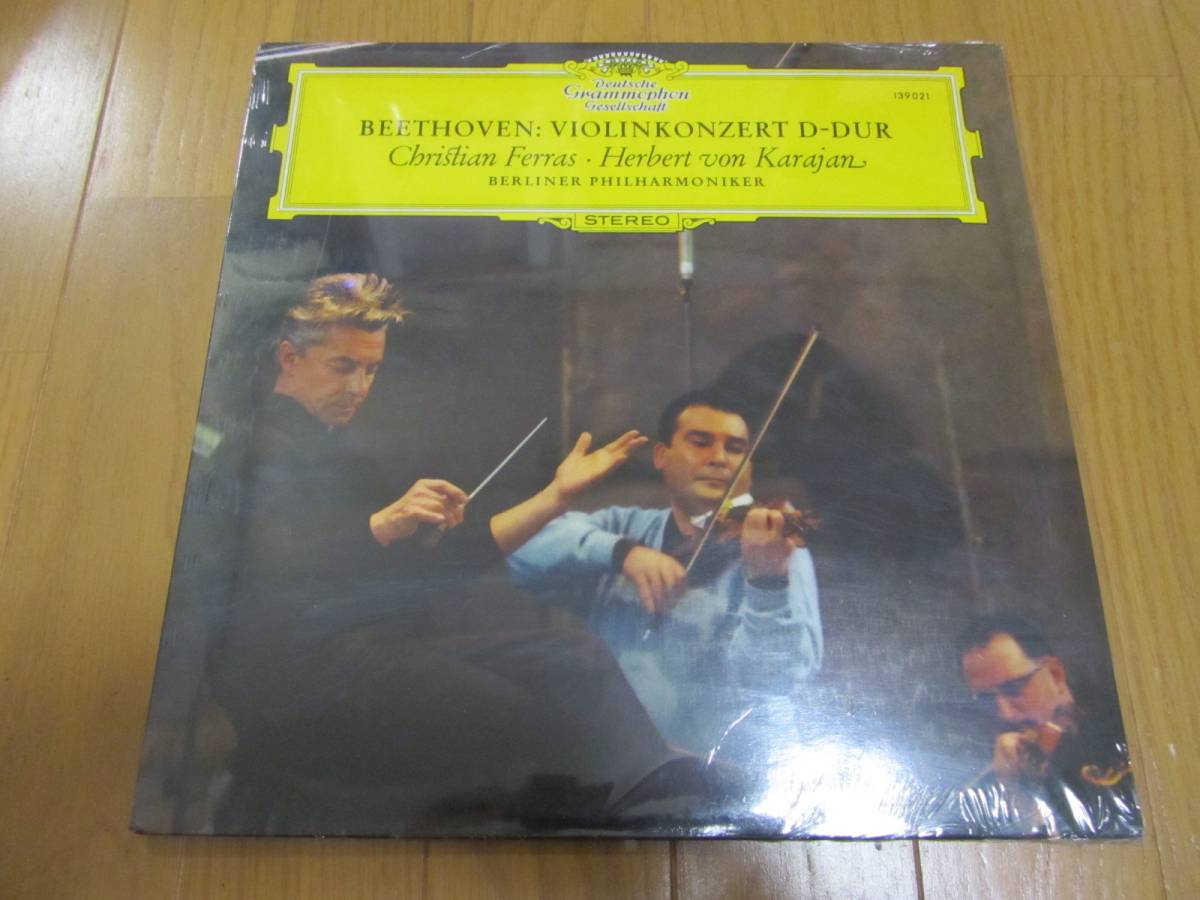 Deutsche
Grammophon
Gesellschaft
139021
BEETHOVEN: VIOLINKONZERT D-DUR
Christian Ferras · Herbert von Karajan
BERLINER PHILHARMONIKER
STEREO